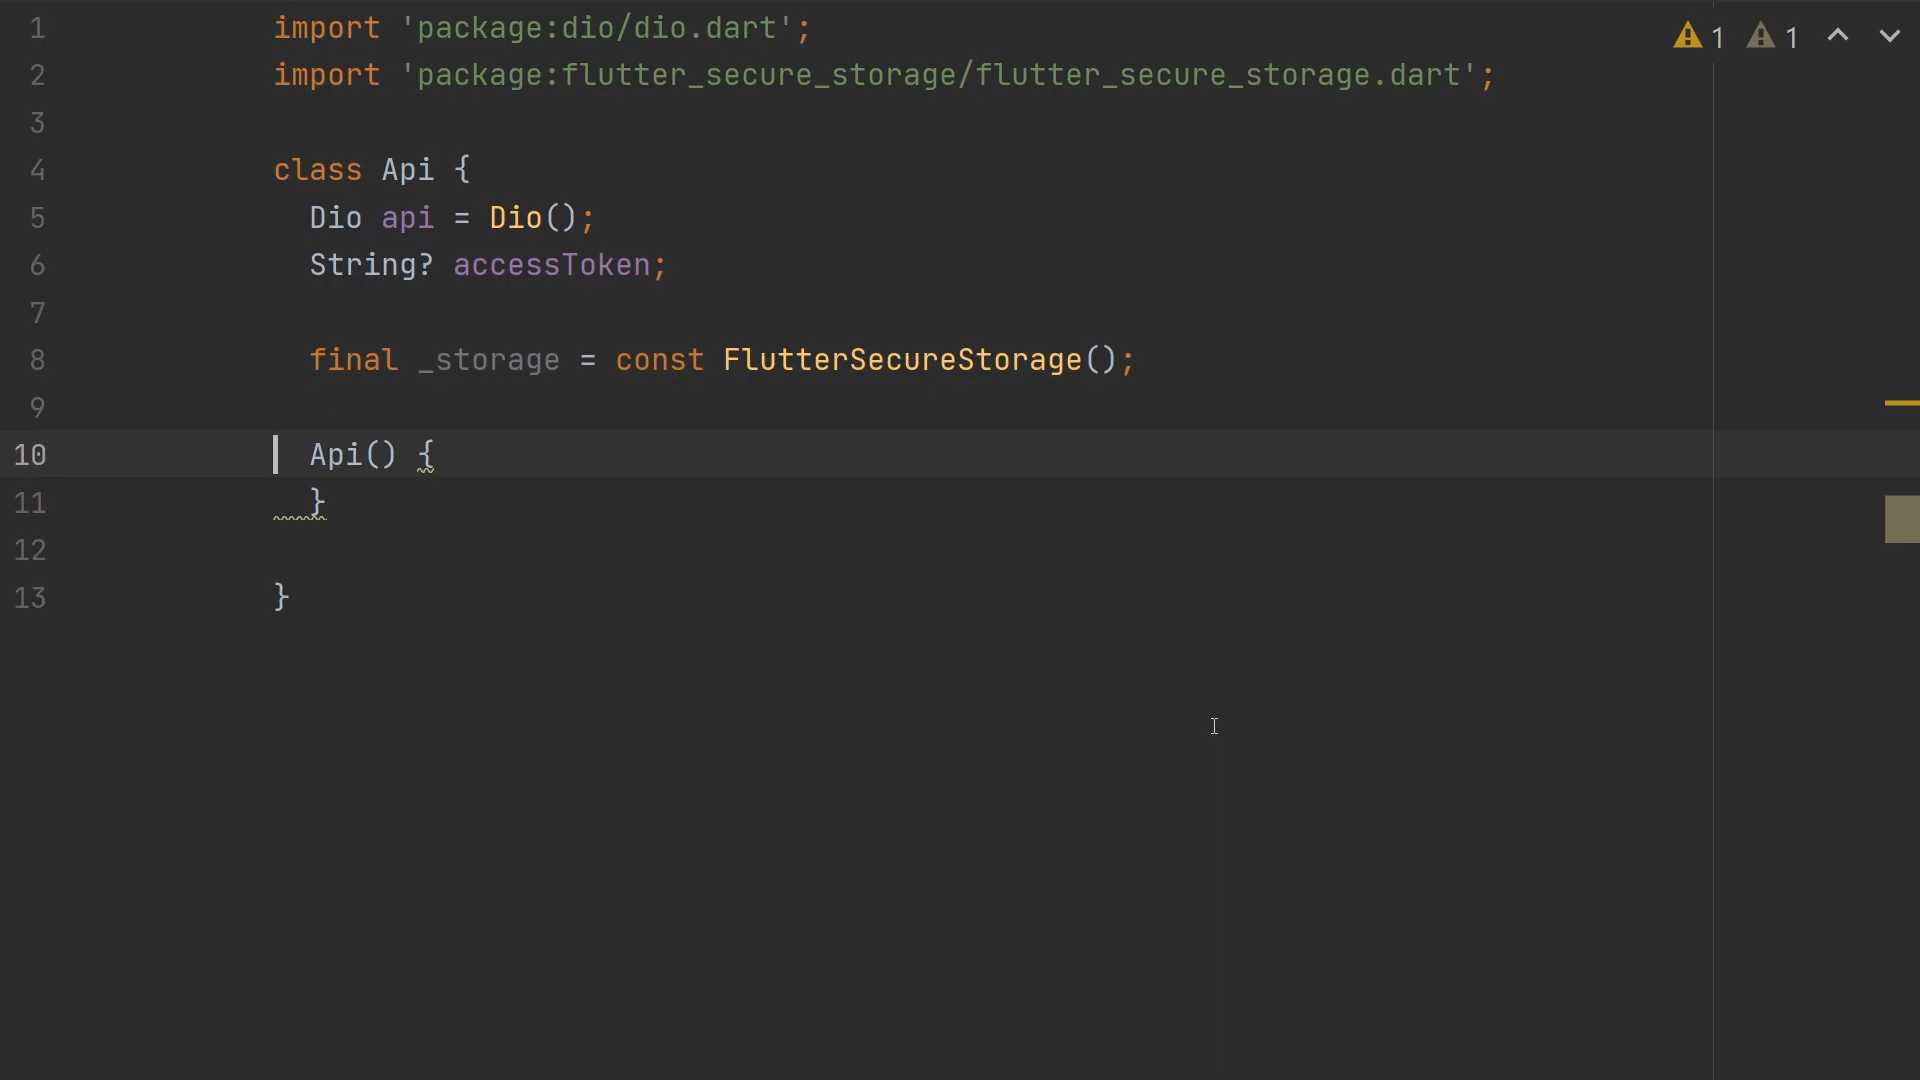 1 import 'package:dio/dio.dart'; 1 1
2 import 'package:flutter_secure_storage/flutter_secure_storage.dart';
3
4 class Api {
5 Dio api = Dio();
6 String? accessToken;
7
8 final _storage = const FlutterSecureStorage();
9
10 Api() {
11 }
12
13 }